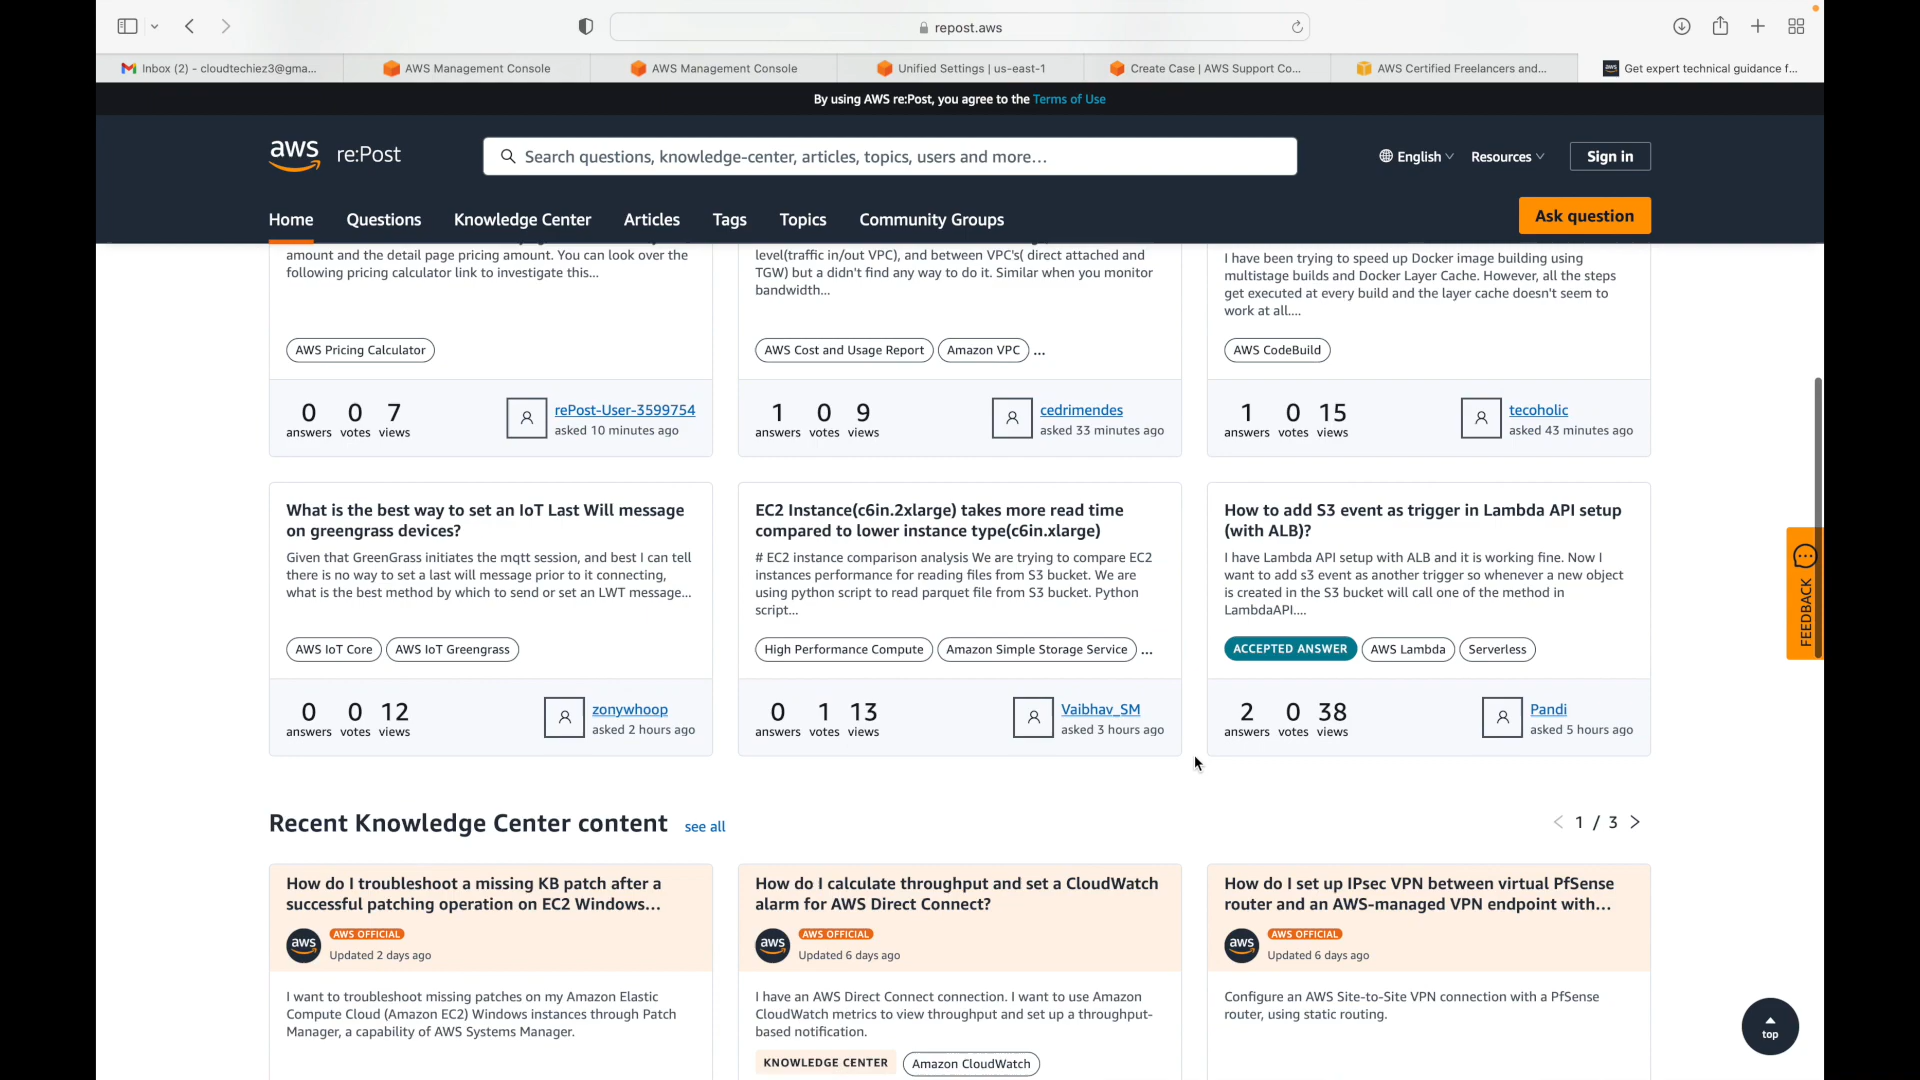 repost.aws
Inbox (2) - cloudtechiez3@gma...
AWS Management Console
AWS Management Console
Unified Settings | us-east-1
Create Case | AWS Support Co...
AWS Certified Freelancers and...
aws
Get expert technical guidance f...
By using AWS re:Post, you agree to the Terms of Use
aws re:Post
Search questions, knowledge-center, articles, topics, users and more...
English
Resources
Sign in
Home
Questions
Knowledge Center
Articles
Tags
Topics
Community Groups
Ask question
amount and the detail page pricing amount. You can look over the
following pricing calculator link to investigate this...
AWS Pricing Calculator
0 0 7
answers votes views
rePost-User-3599754
asked 10 minutes ago
level(traffic in/out VPC), and between VPC's( direct attached and
TGW) but a didn't find any way to do it. Similar when you monitor
bandwidth...
AWS Cost and Usage Report
Amazon VPC
...
1 0 9
answers votes views
cedrimendes
asked 33 minutes ago
I have been trying to speed up Docker image building using
multistage builds and Docker Layer Cache. However, all the steps
get executed at every build and the layer cache doesn't seem to
work at all....
AWS CodeBuild
1 0 15
answers votes views
tecoholic
asked 43 minutes ago
What is the best way to set an IoT Last Will message
on greengrass devices?
Given that GreenGrass initiates the mqtt session, and best I can tell
there is no way to set a last will message prior to it connecting,
what is the best method by which to send or set an LWT message...
AWS IoT Core
AWS IoT Greengrass
0 0 12
answers votes views
zonywhoop
asked 2 hours ago
EC2 Instance(c6in.2xlarge) takes more read time
compared to lower instance type(c6in.xlarge)
# EC2 instance comparison analysis We are trying to compare EC2
instances performance for reading files from S3 bucket. We are
using python script to read parquet file from S3 bucket. Python
script...
High Performance Compute
Amazon Simple Storage Service
...
0 1 13
answers votes views
Vaibhav_SM
asked 3 hours ago
How to add S3 event as trigger in Lambda API setup
(with ALB)?
I have Lambda API setup with ALB and it is working fine. Now I
want to add s3 event as another trigger so whenever a new object
is created in the S3 bucket will call one of the method in
LambdaAPI....
ACCEPTED ANSWER
AWS Lambda
Serverless
2 0 38
answers votes views
Pandi
asked 5 hours ago
FEEDBACK
Recent Knowledge Center content see all
1 / 3
How do I troubleshoot a missing KB patch after a
successful patching operation on EC2 Windows...
aws
AWS OFFICIAL
Updated 2 days ago
I want to troubleshoot missing patches on my Amazon Elastic
Compute Cloud (Amazon EC2) Windows instances through Patch
Manager, a capability of AWS Systems Manager.
How do I calculate throughput and set a CloudWatch
alarm for AWS Direct Connect?
aws
AWS OFFICIAL
Updated 6 days ago
I have an AWS Direct Connect connection. I want to use Amazon
CloudWatch metrics to view throughput and set up a throughput-
based notification.
KNOWLEDGE CENTER
Amazon CloudWatch
How do I set up IPsec VPN between virtual PfSense
router and an AWS-managed VPN endpoint with...
aws
AWS OFFICIAL
Updated 6 days ago
Configure an AWS Site-to-Site VPN connection with a PfSense
router, using static routing.
top